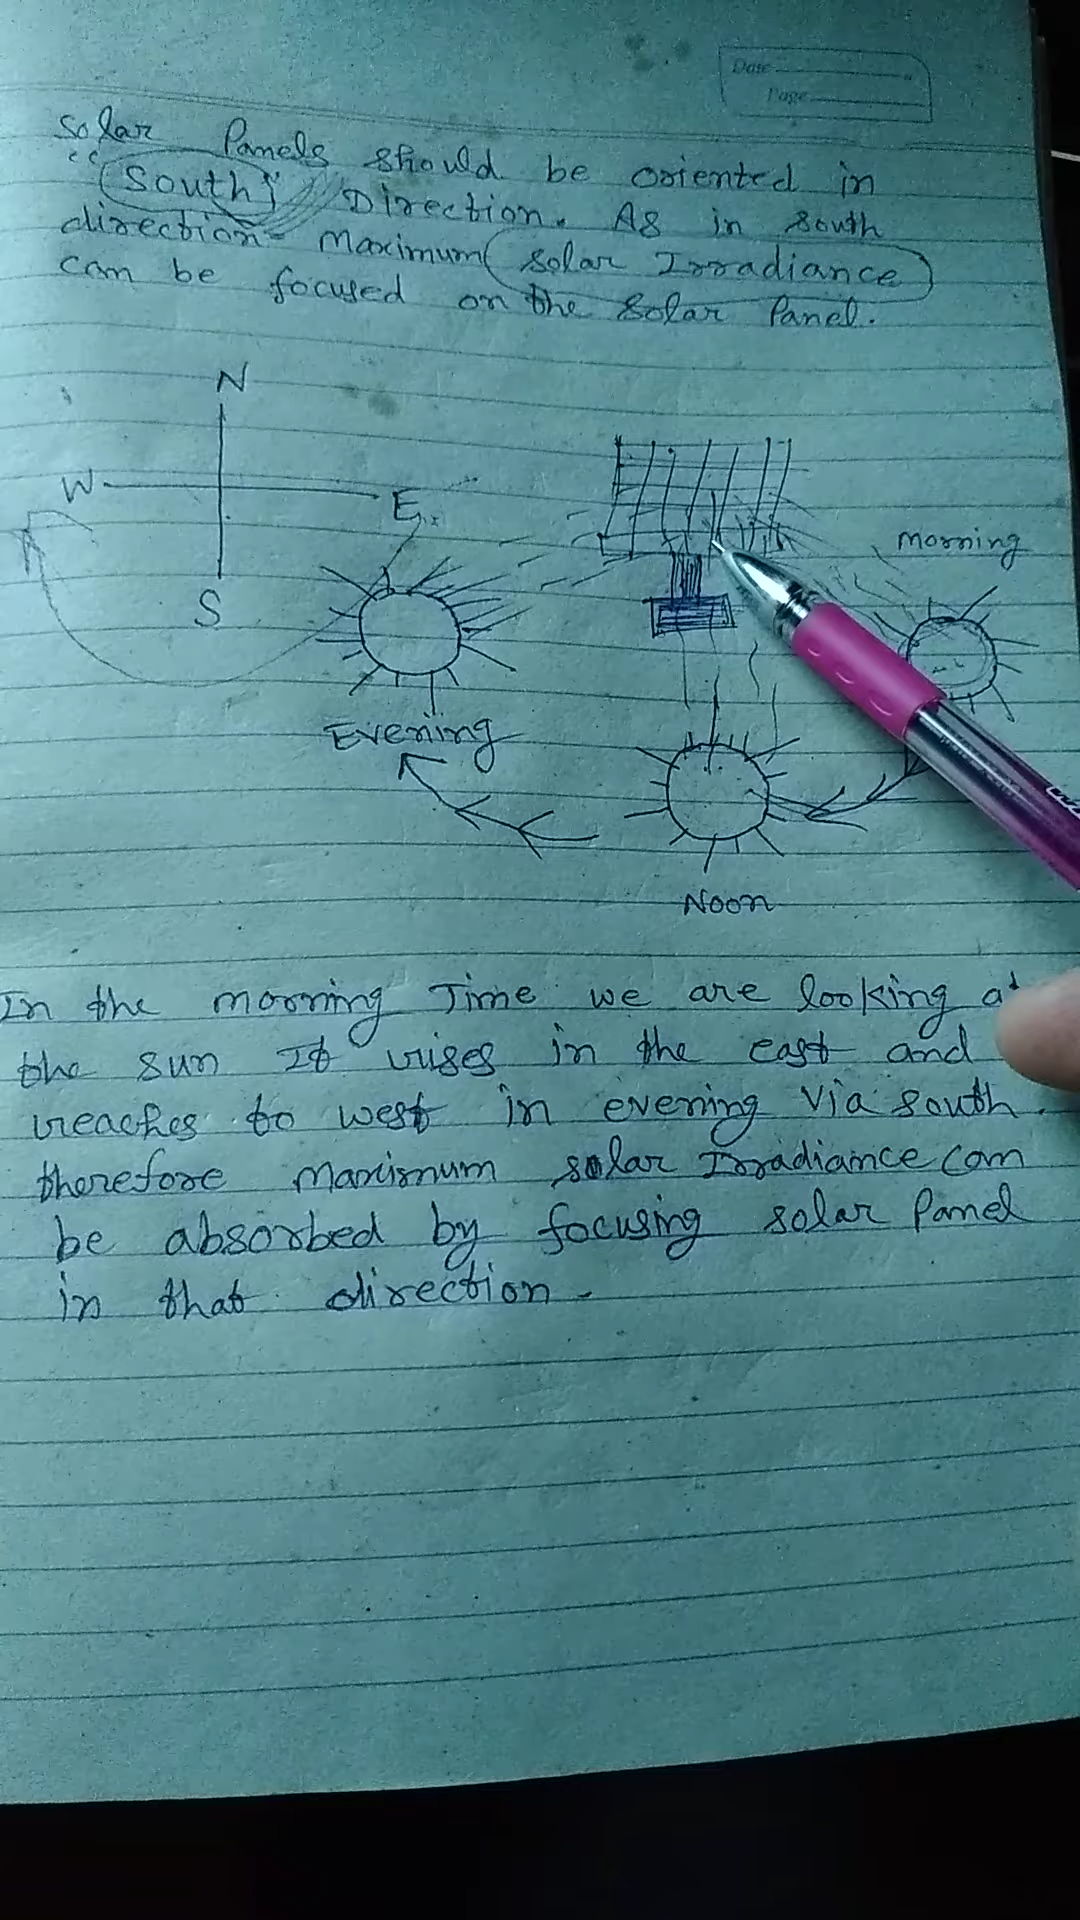 Date
Page
Solar Panels should be oriented in
"South" Direction. As in south
direction maximum (solar Irradiance)
can be focused on the solar Panel.
N
W E
S
Morning
Evening
Noon
In the morning Time we are looking at
the sun It rises in the east and
reaches to west in evening via south.
therefore maximum solar Irradiance can
be absorbed by focusing solar Panel
in that direction.